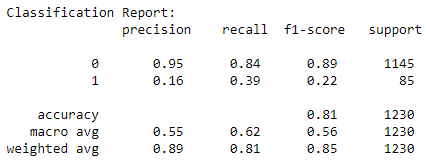 Classification Report:
precision recall f1-score support
0 0.95 0.84 0.89 1145
1 0.16 0.39 0.22 85
accuracy 0.81 1230
macro avg 0.55 0.62 0.56 1230
weighted avg 0.89 0.81 0.85 1230